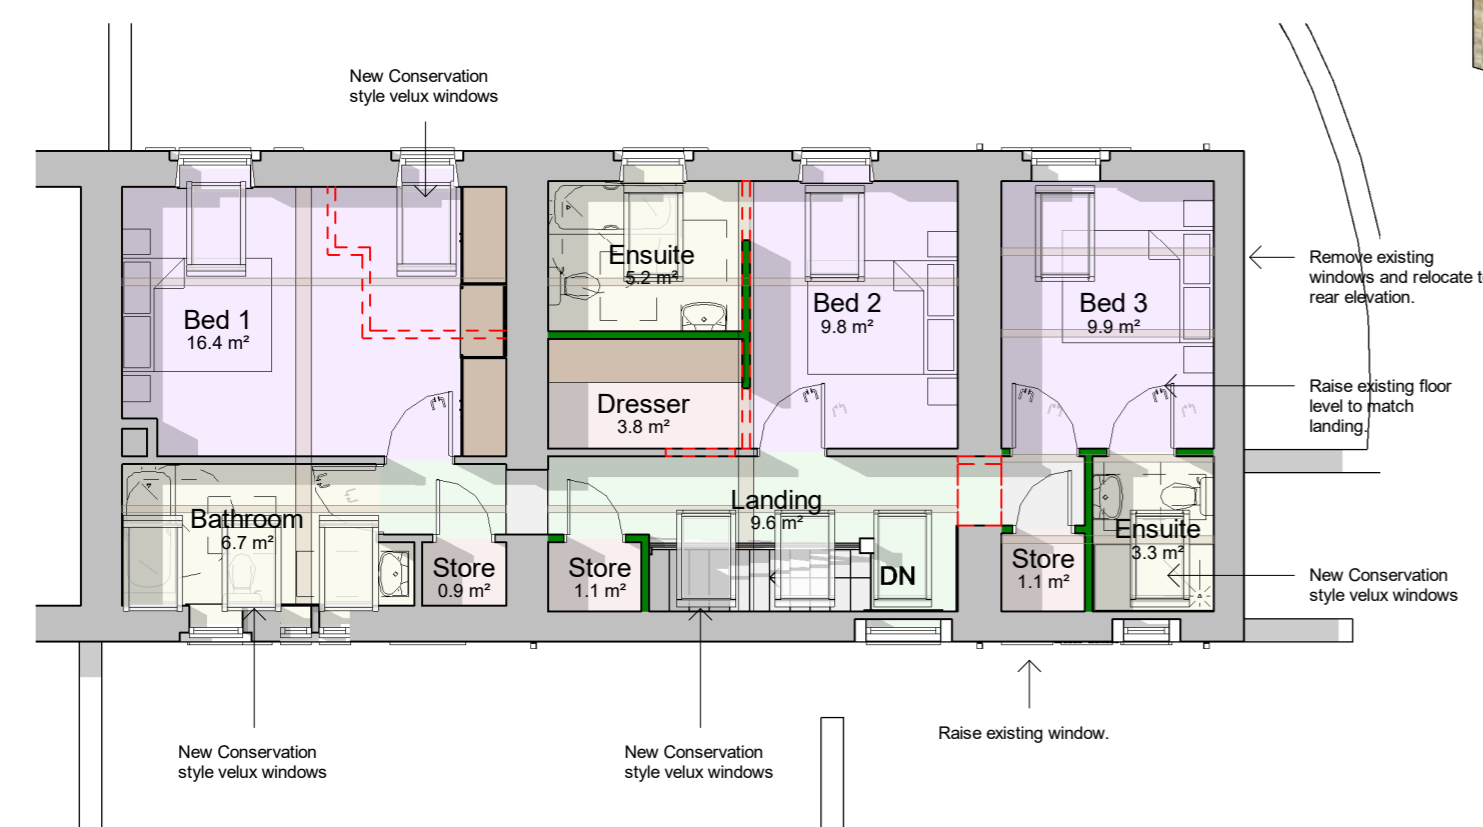 New Conservation
style velux windows
Ensuite
5.2 m²
Bed 1
16.4 m²
Bed 2
9.8 m²
Bed 3
9.9 m²
Remove existing
windows and relocate t
rear elevation.
Dresser
3.8 m²
Raise existing floor
level to match
landing.
Bathroom
6.7 m²
Landing
9.6 m²
Ensuite
3.3 m²
Store
0.9 m²
Store
1.1 m²
DN
Store
1.1 m²
New Conservation
style velux windows
Raise existing window.
New Conservation
style velux windows
New Conservation
style velux windows